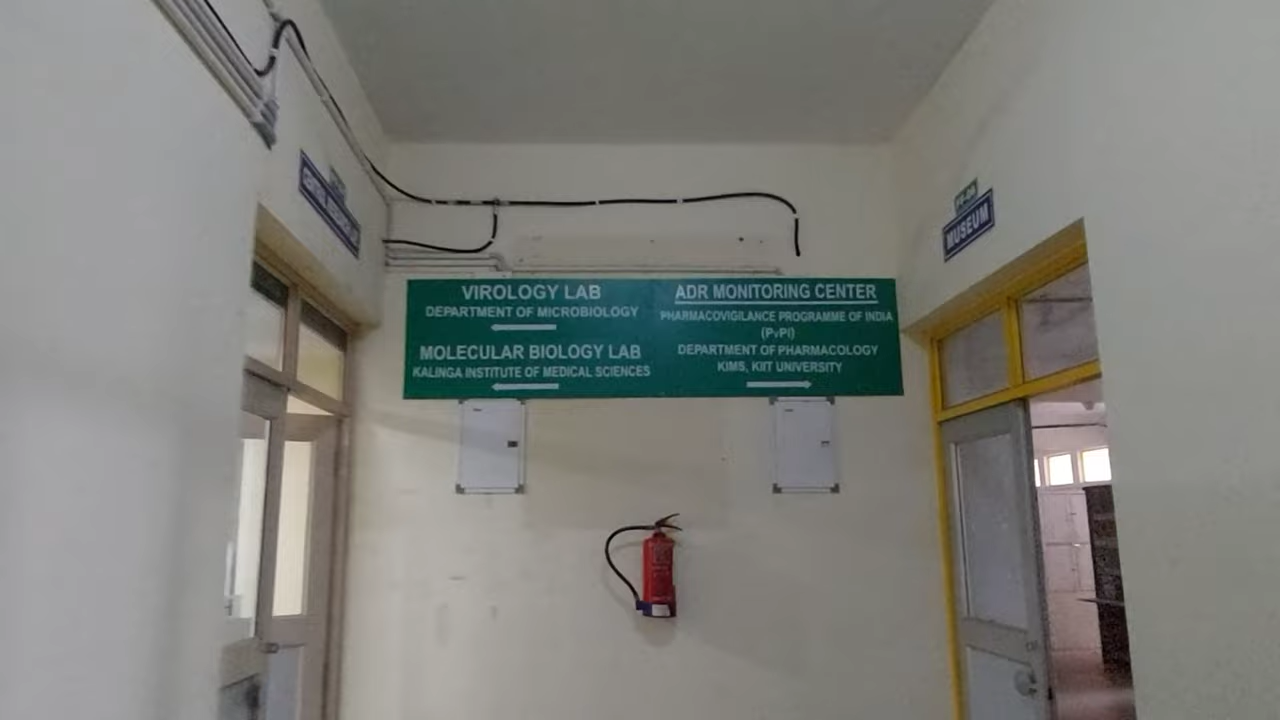 VIROLOGY LAB
DEPARTMENT OF MICROBIOLOGY
MOLECULAR BIOLOGY LAB
KALINGA INSTITUTE OF MEDICAL SCIENCES
ADR MONITORING CENTER
PHARMACOVIGILANCE PROGRAMME OF INDIA
(PvPI)
DEPARTMENT OF PHARMACOLOGY
KIMS, KIIT UNIVERSITY
MUSEUM